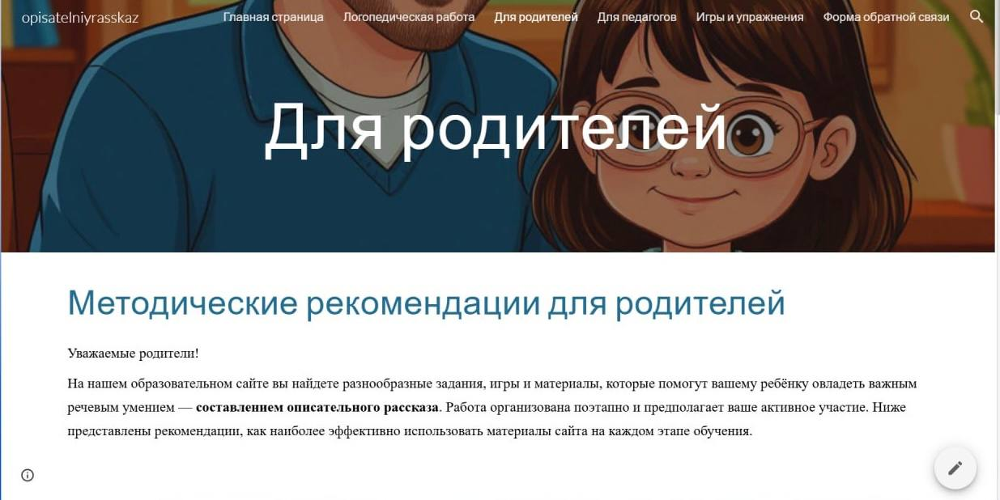 opisatelniyrasskaz Главная страница Логопедическая работа Для родителей Для педагогов Игры и упражнения Форма обратной связи
Для родителей
Методические рекомендации для родителей
Уважаемые родители!
На нашем образовательном сайте вы найдете разнообразные задания, игры и материалы, которые помогут вашему ребёнку овладеть важным
речевым умением — составлением описательного рассказа. Работа организована поэтапно и предполагает ваше активное участие. Ниже
представлены рекомендации, как наиболее эффективно использовать материалы сайта на каждом этапе обучения.